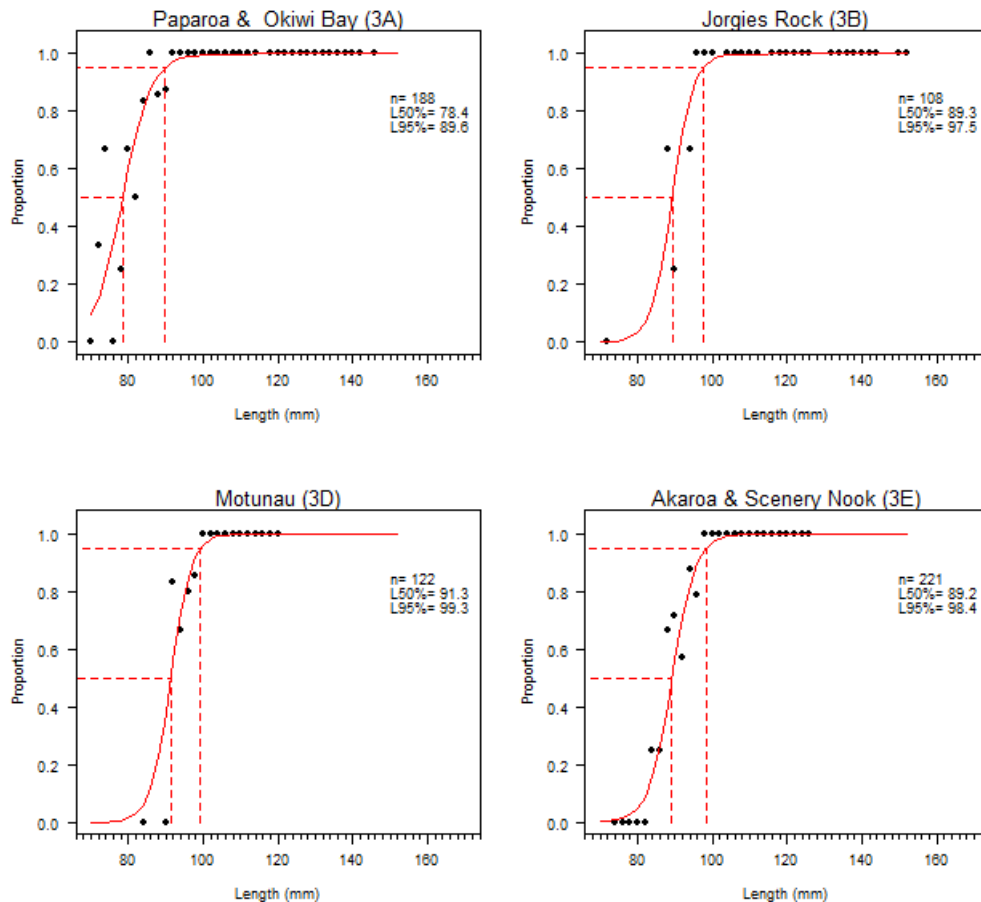 Paparoa & Okiwi Bay (3A)
1.0
0.8
0.6
0.4
0.2
0.0
Proportion
n= 188
L50%= 78.4
L95%= 89.6
80 100 120 140 160
Length (mm)
Jorgies Rock (3B)
1.0
0.8
0.6
0.4
0.2
0.0
Proportion
n= 108
L50%= 89.3
L95%= 97.5
80 100 120 140 160
Length (mm)
Motunau (3D)
1.0
0.8
0.6
0.4
0.2
0.0
Proportion
n= 122
L50%= 91.3
L95%= 99.3
80 100 120 140 160
Length (mm)
Akaroa & Scenery Nook (3E)
1.0
0.8
0.6
0.4
0.2
0.0
Proportion
n= 221
L50%= 89.2
L95%= 98.4
80 100 120 140 160
Length (mm)